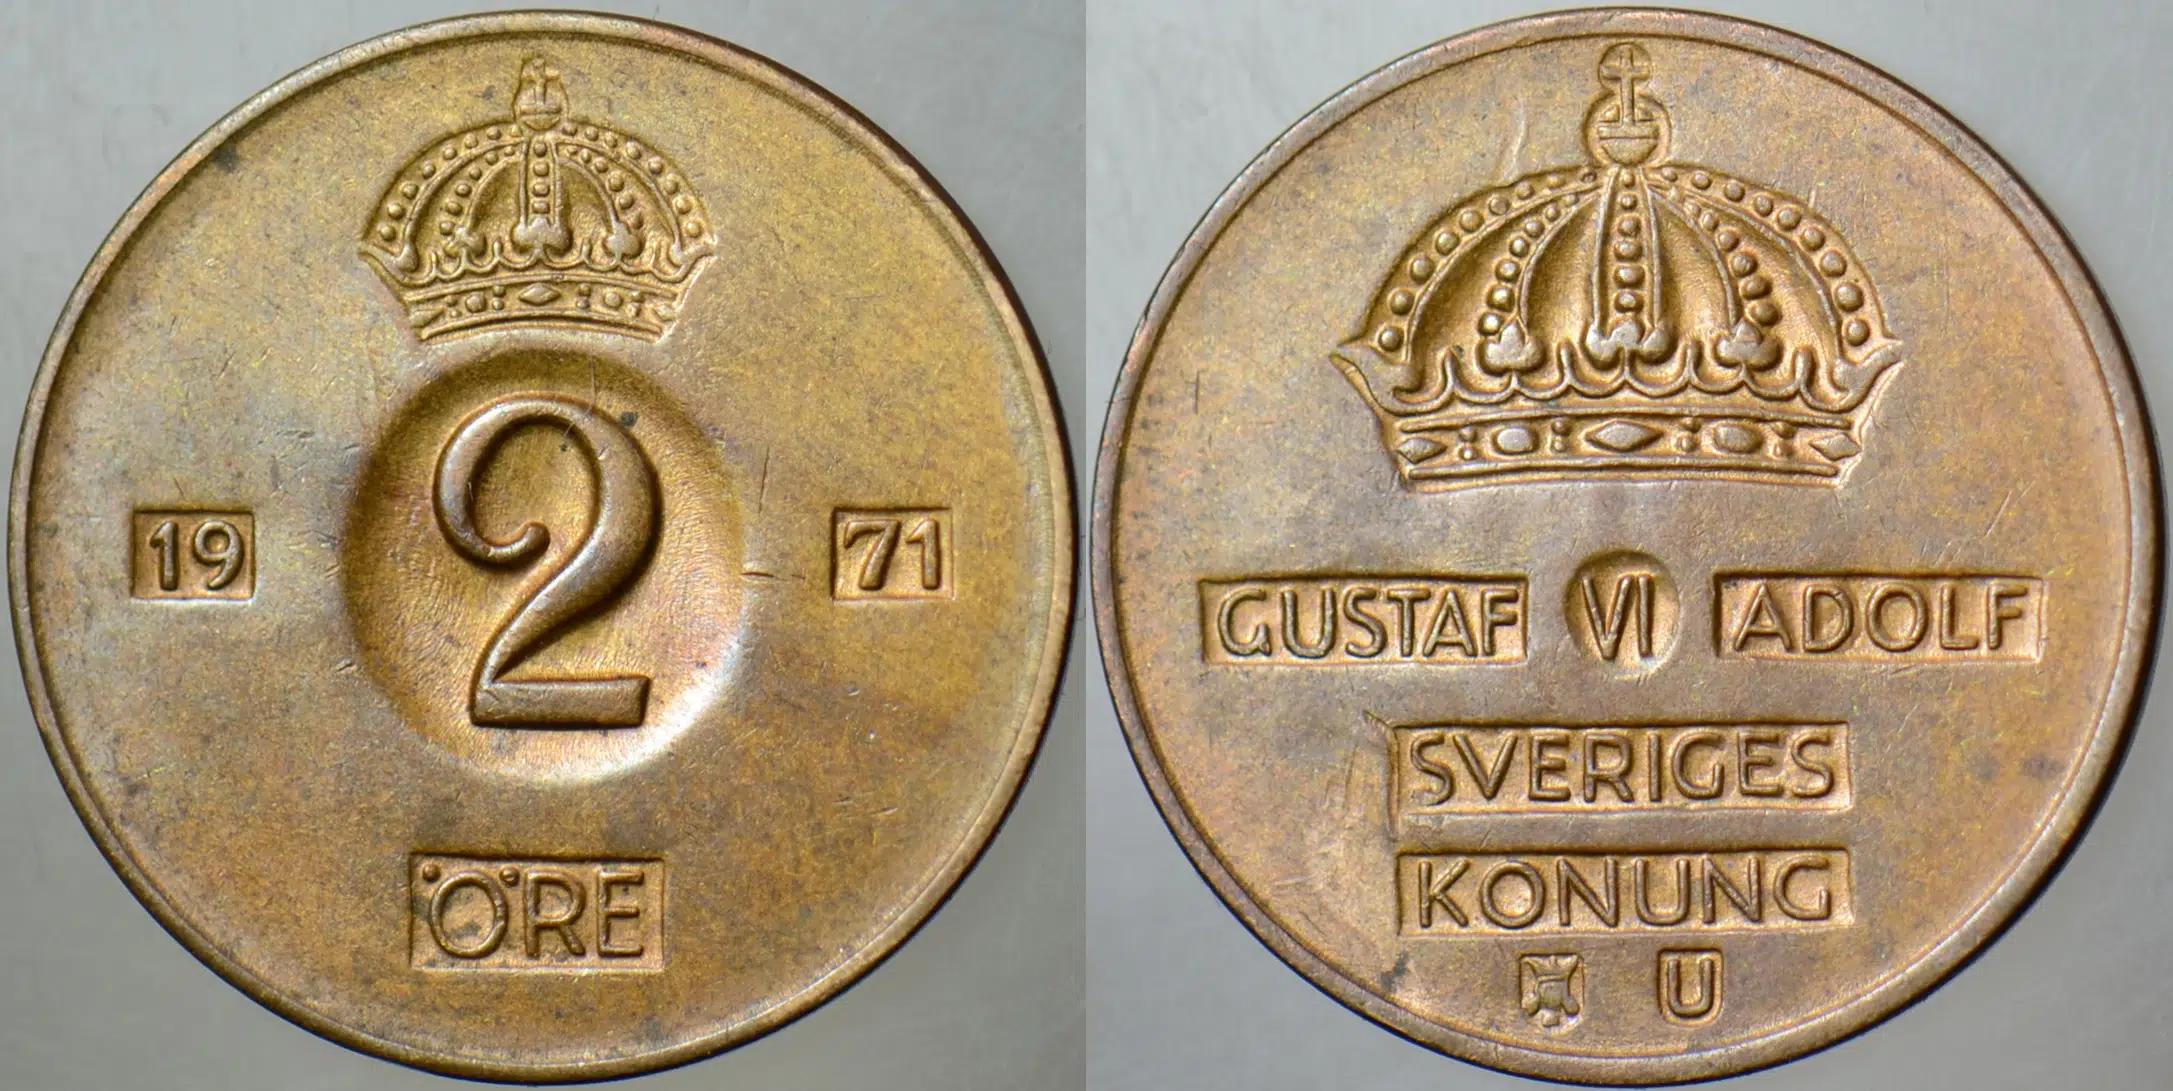 19 2 71
ÖRE
GUSTAF VI ADOLF
SVERIGES
KONUNG
U